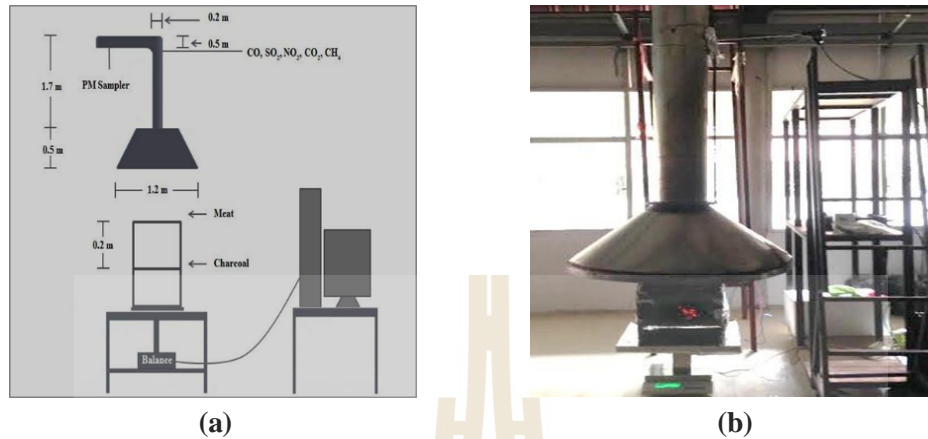 0.2 m
0.5 m
CO, SO2, NO2, CO2, CH4
PM Sampler
1.7 m
0.5 m
1.2 m
Meat
0.2 m
Charcoal
Balance
(a)
(b)